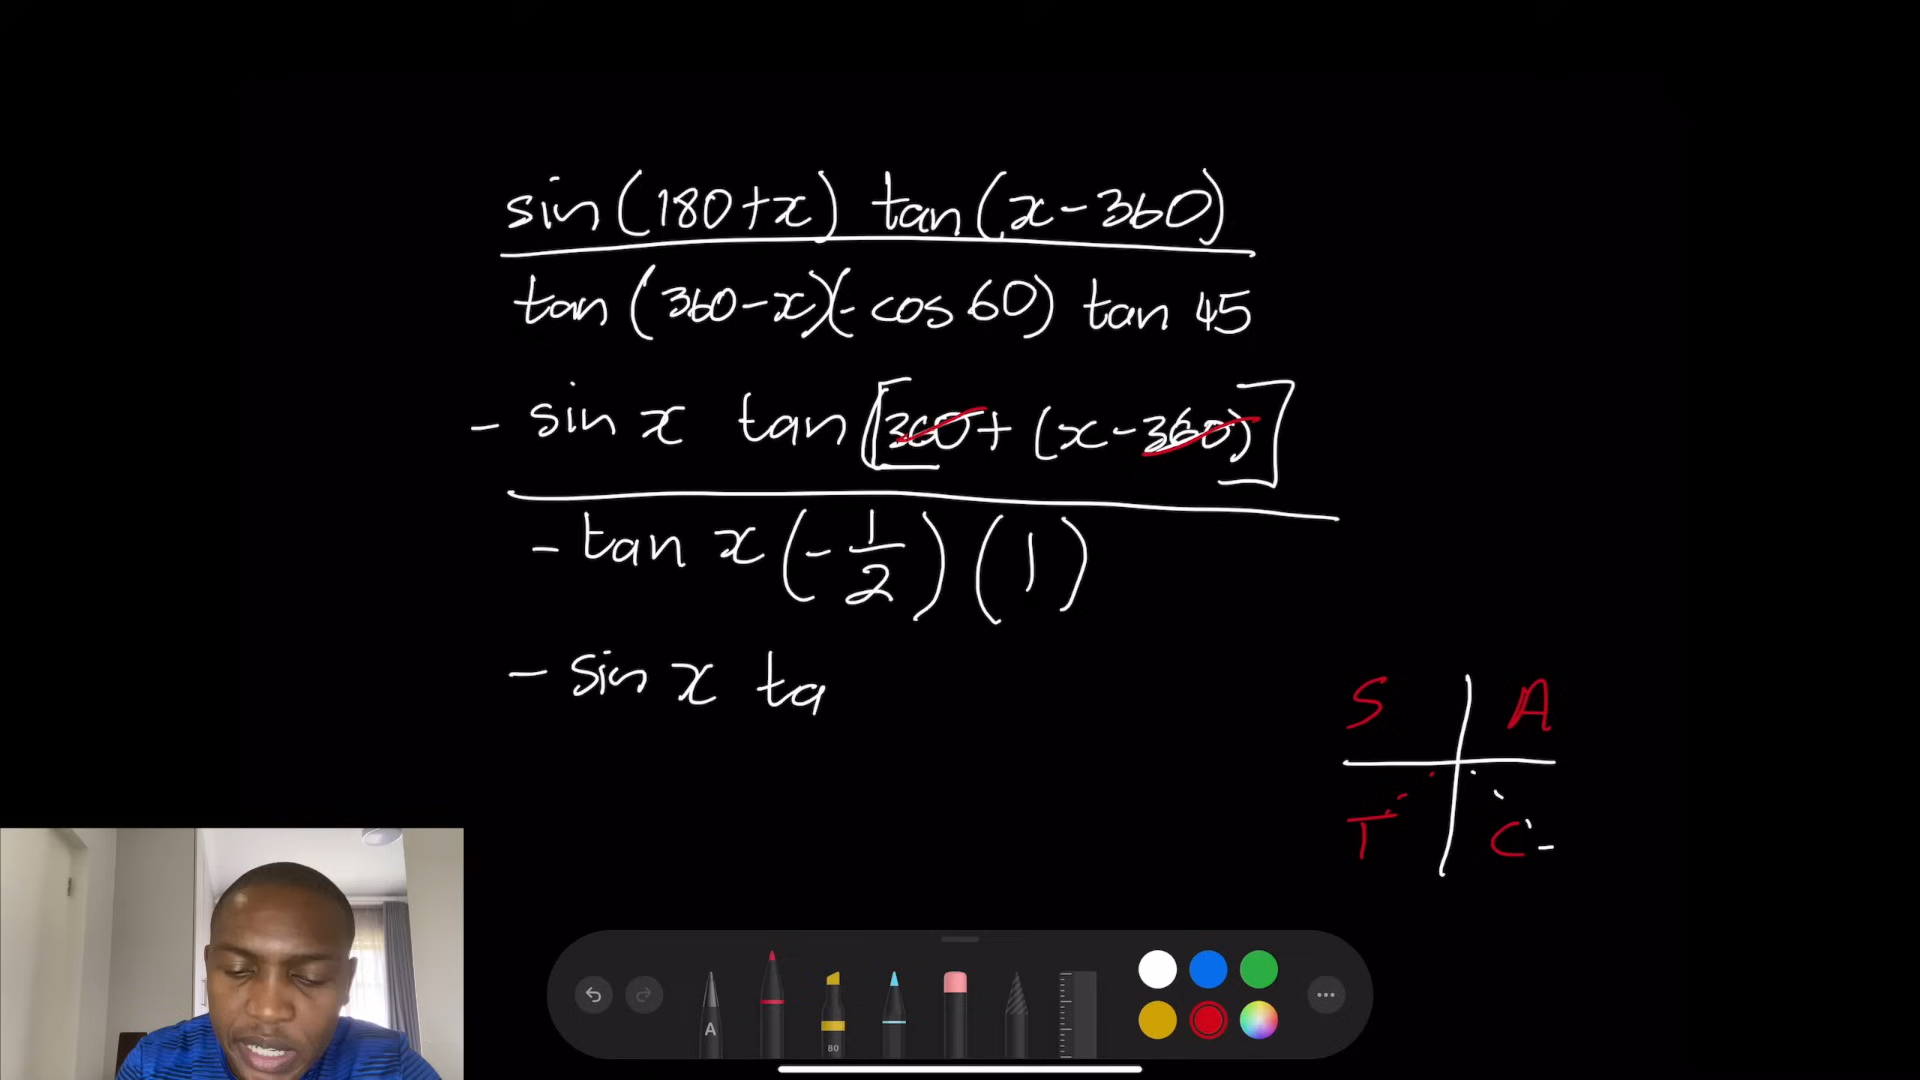 sin(180+x) tan(x-360)
tan(360-x)(-cos 60) tan 45
- sin x tan[360+ (x-360)]
- tan x (-1/2) (1)
- sin x ta
S A
T C
A
80